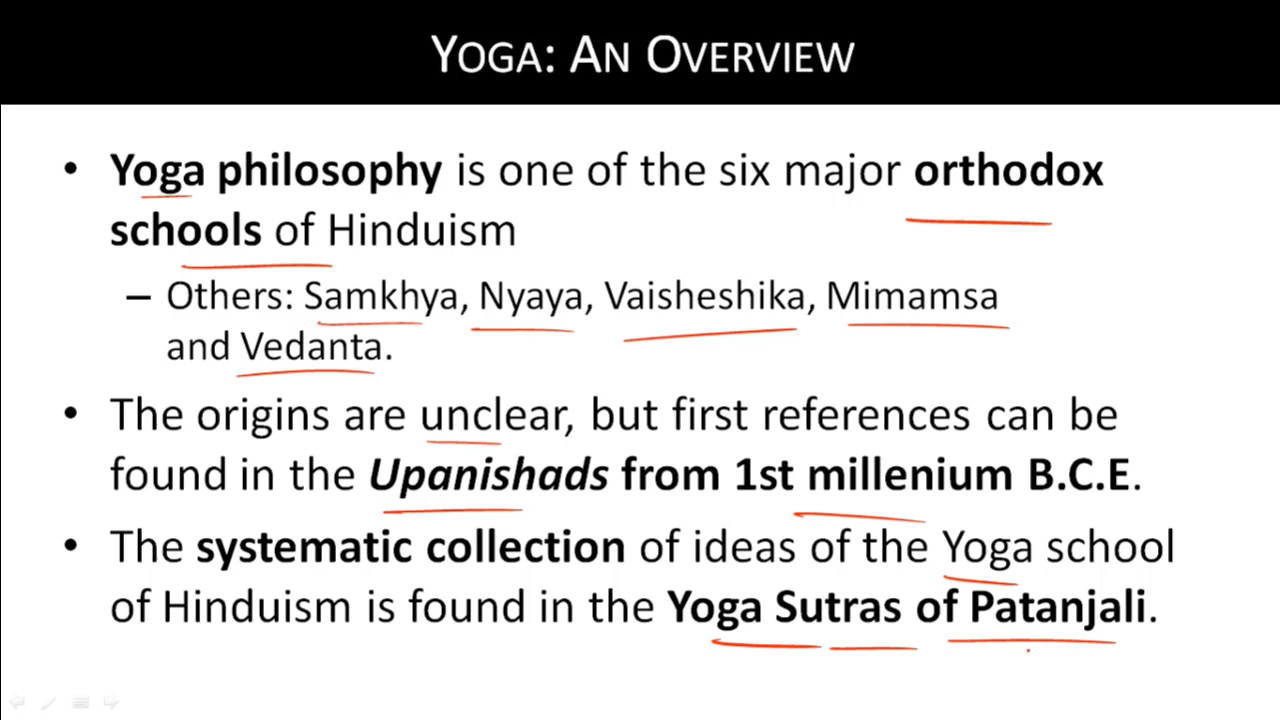 YOGA: AN OVERVIEW
• Yoga philosophy is one of the six major orthodox
schools of Hinduism
– Others: Samkhya, Nyaya, Vaisheshika, Mimamsa
and Vedanta.
• The origins are unclear, but first references can be
found in the Upanishads from 1st millenium B.C.E.
• The systematic collection of ideas of the Yoga school
of Hinduism is found in the Yoga Sutras of Patanjali.